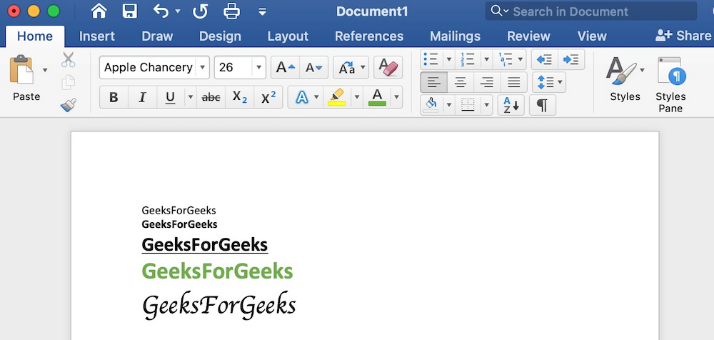 Document1
Search in Document
Home Insert Draw Design Layout References Mailings Review View Share
Apple Chancery 26 A A Aa A
Paste
B I U abc X2 X2 A A
A Z
Styles Styles Pane
GeeksForGeeks
GeeksForGeeks
GeeksForGeeks
GeeksForGeeks
GeeksForGeeks